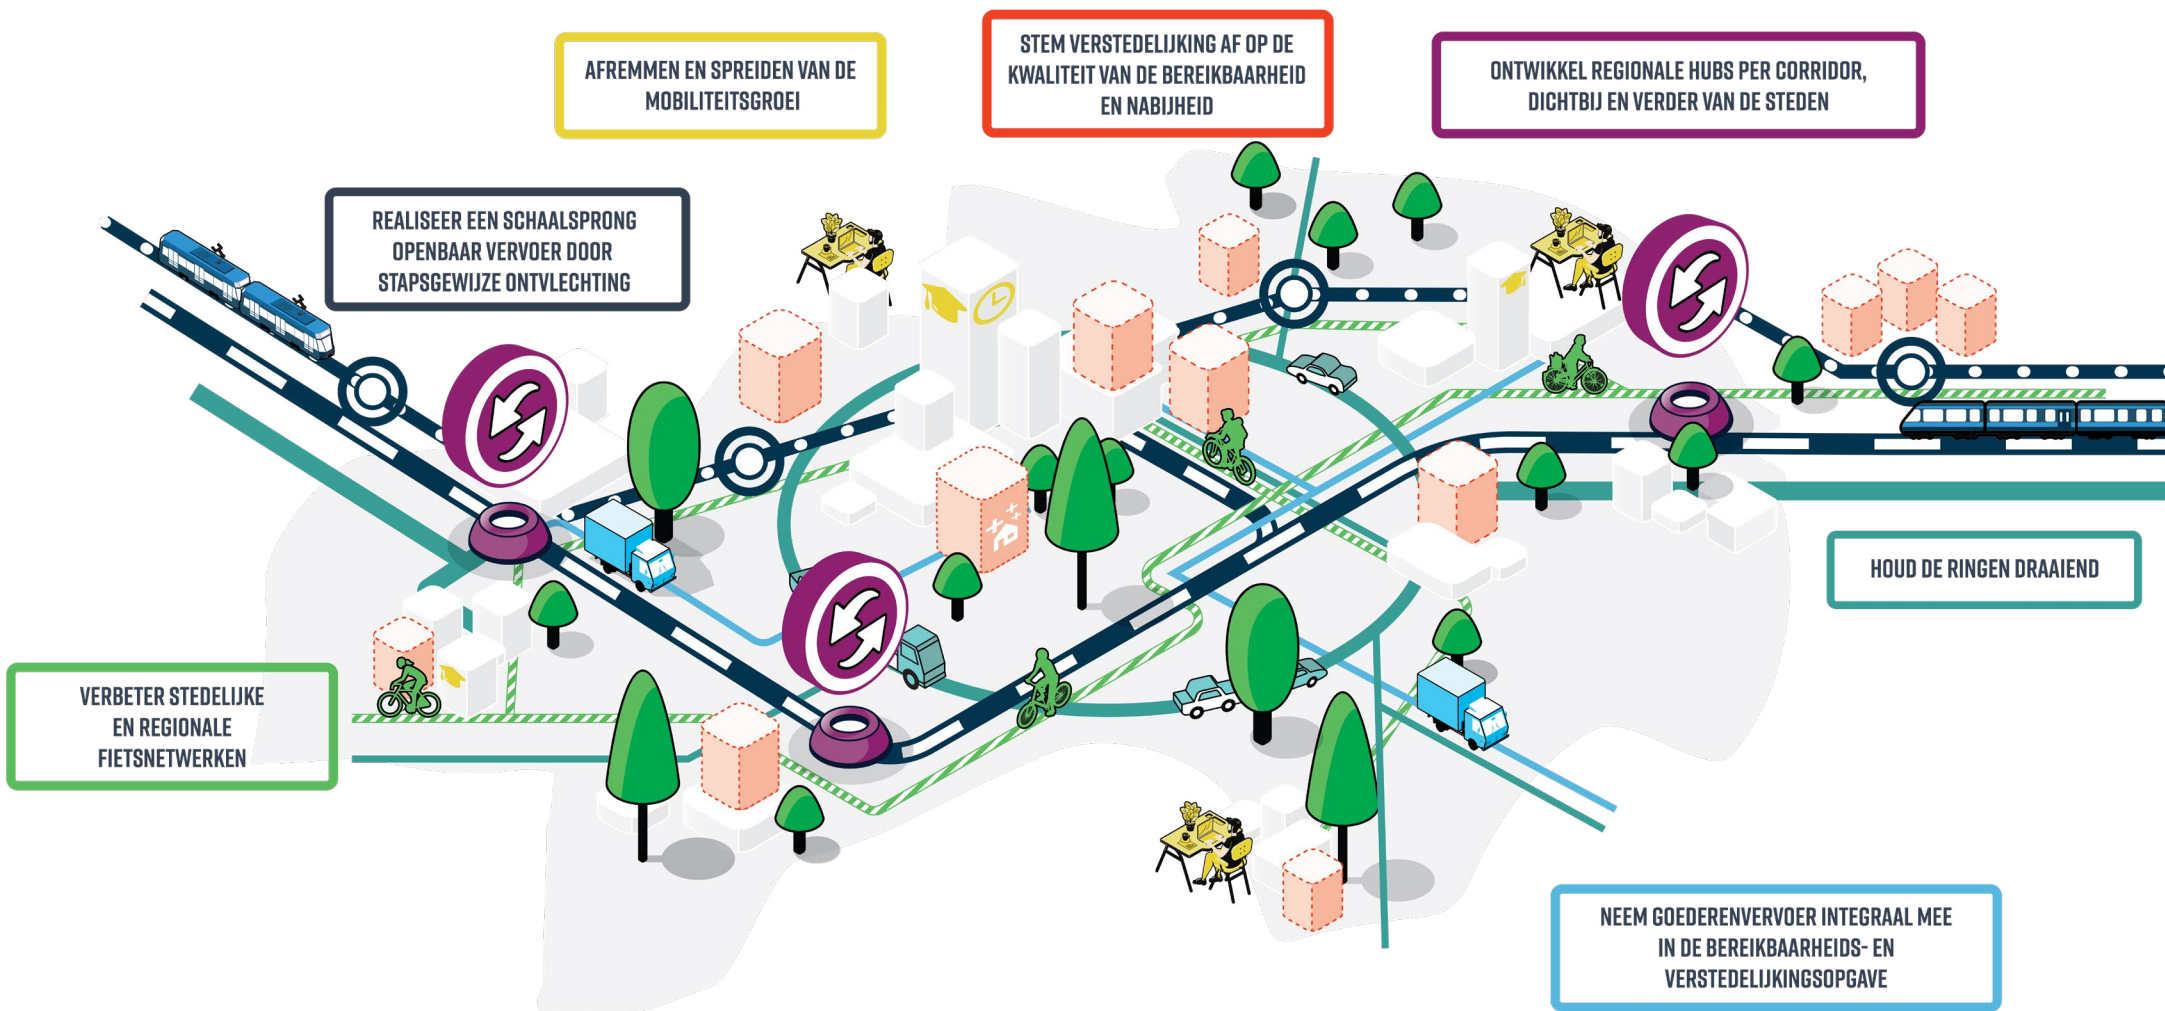 AFREMMEN EN SPREIDEN VAN DE
MOBILITEITSGROEI
STEM VERSTEDELIJKING AF OP DE
KWALITEIT VAN DE BEREIKBAARHEID
EN NABIJHEID
ONTWIKKEL REGIONALE HUBS PER CORRIDOR,
DICHTBIJ EN VERDER VAN DE STEDEN
REALISEER EEN SCHAALSPRONG
OPENBAAR VERVOER DOOR
STAPSGEWIJZE ONTVLECHTING
HOUD DE RINGEN DRAAIEND
VERBETER STEDELIJKE
EN REGIONALE
FIETSNETWERKEN
NEEM GOEDERENVERVOER INTEGRAAL MEE
IN DE BEREIKBAARHEIDS- EN
VERSTEDELIJKINGSOPGAVE